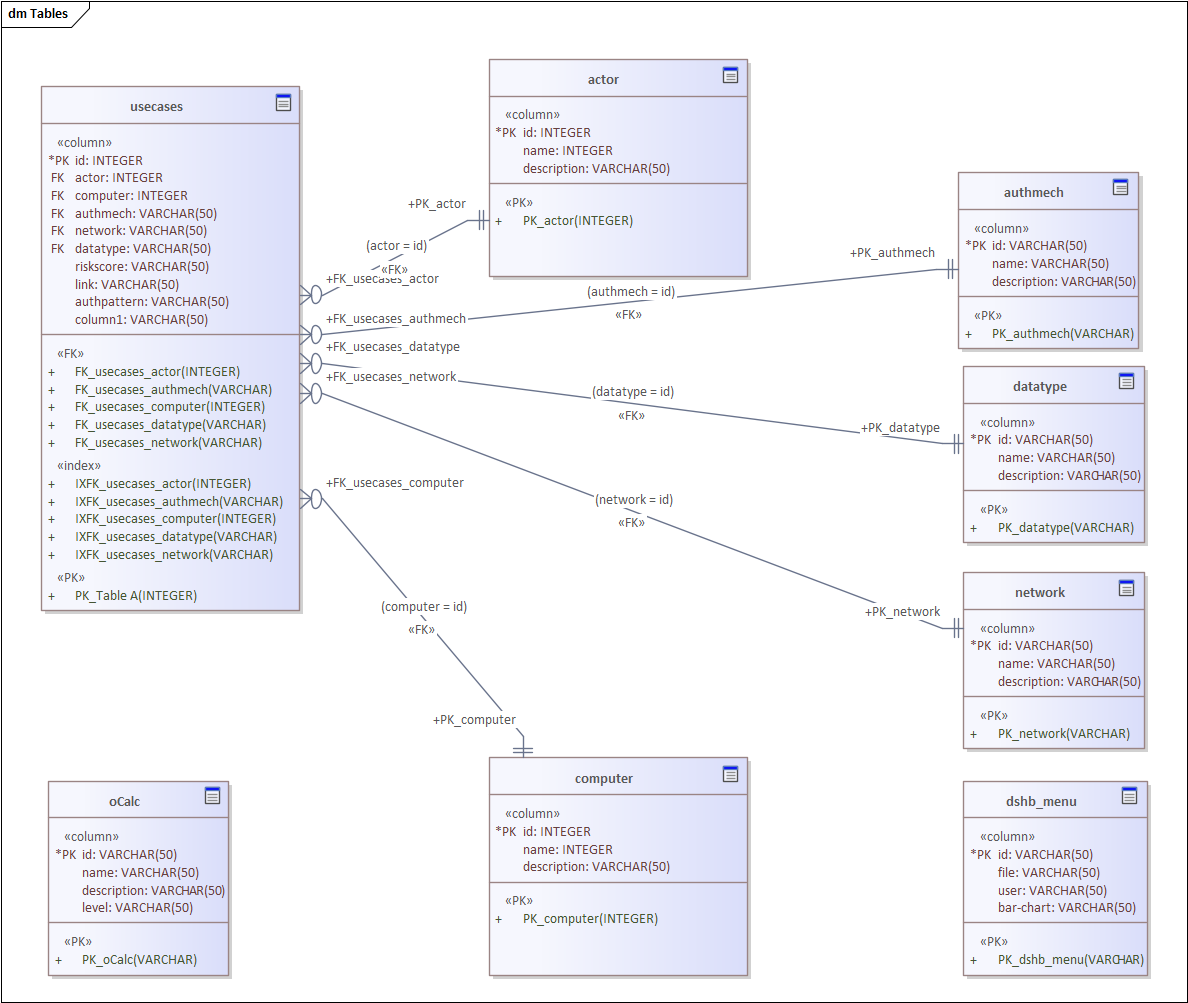 dm Tables
usecases
«column»
*PK id: INTEGER
FK actor: INTEGER
FK computer: INTEGER
FK authmech: VARCHAR(50)
FK network: VARCHAR(50)
FK datatype: VARCHAR(50)
riskscore: VARCHAR(50)
link: VARCHAR(50)
authpattern: VARCHAR(50)
column1: VARCHAR(50)
«FK»
+ FK_usecases_actor(INTEGER)
+ FK_usecases_authmech(VARCHAR)
+ FK_usecases_computer(INTEGER)
+ FK_usecases_datatype(VARCHAR)
+ FK_usecases_network(VARCHAR)
«index»
+ IXFK_usecases_actor(INTEGER)
+ IXFK_usecases_authmech(VARCHAR)
+ IXFK_usecases_computer(INTEGER)
+ IXFK_usecases_datatype(VARCHAR)
+ IXFK_usecases_network(VARCHAR)
«PK»
+ PK_Table A(INTEGER)
actor
«column»
*PK id: INTEGER
name: INTEGER
description: VARCHAR(50)
«PK»
+ PK_actor(INTEGER)
+PK_actor
(actor = id)
«FK»
+FK_usecases_actor
+PK_authmech
(authmech = id)
«FK»
+FK_usecases_authmech
+FK_usecases_datatype
(datatype = id)
«FK»
+PK_datatype
+FK_usecases_network
(network = id)
«FK»
+PK_network
+FK_usecases_computer
(computer = id)
«FK»
+PK_computer
authmech
«column»
*PK id: VARCHAR(50)
name: VARCHAR(50)
description: VARCHAR(50)
«PK»
+ PK_authmech(VARCHAR)
datatype
«column»
*PK id: VARCHAR(50)
name: VARCHAR(50)
description: VARCHAR(50)
«PK»
+ PK_datatype(VARCHAR)
network
«column»
*PK id: VARCHAR(50)
name: VARCHAR(50)
description: VARCHAR(50)
«PK»
+ PK_network(VARCHAR)
oCalc
«column»
*PK id: VARCHAR(50)
name: VARCHAR(50)
description: VARCHAR(50)
level: VARCHAR(50)
«PK»
+ PK_oCalc(VARCHAR)
computer
«column»
*PK id: INTEGER
name: INTEGER
description: VARCHAR(50)
«PK»
+ PK_computer(INTEGER)
dshb_menu
«column»
*PK id: VARCHAR(50)
file: VARCHAR(50)
user: VARCHAR(50)
bar-chart: VARCHAR(50)
«PK»
+ PK_dshb_menu(VARCHAR)